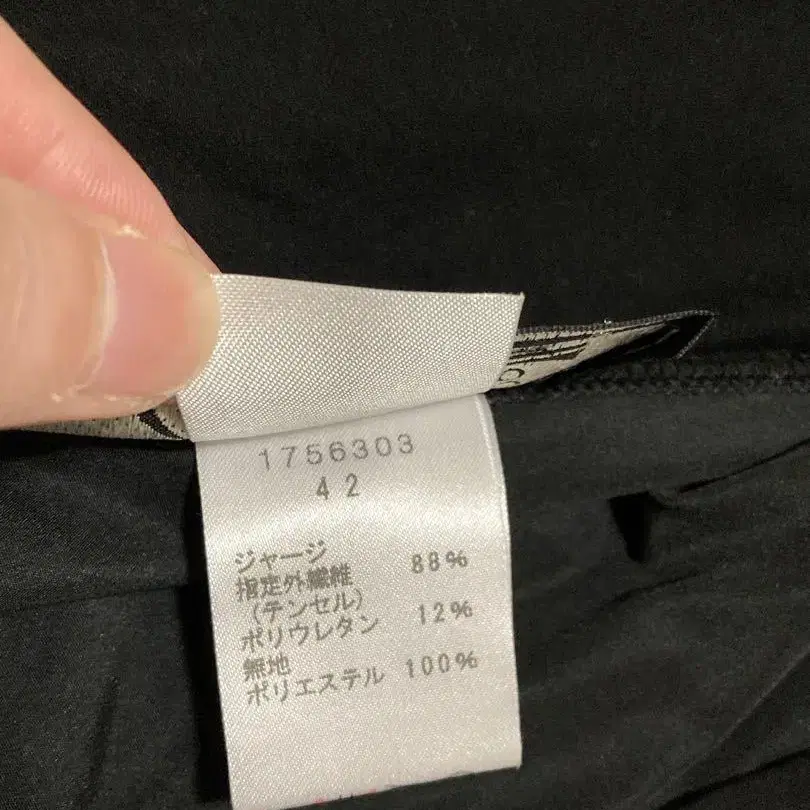 1756303
42
ジャージ
指定外繊維 88%
(テンセル)
ポリウレタン 12%
無地
ポリエステル 100%